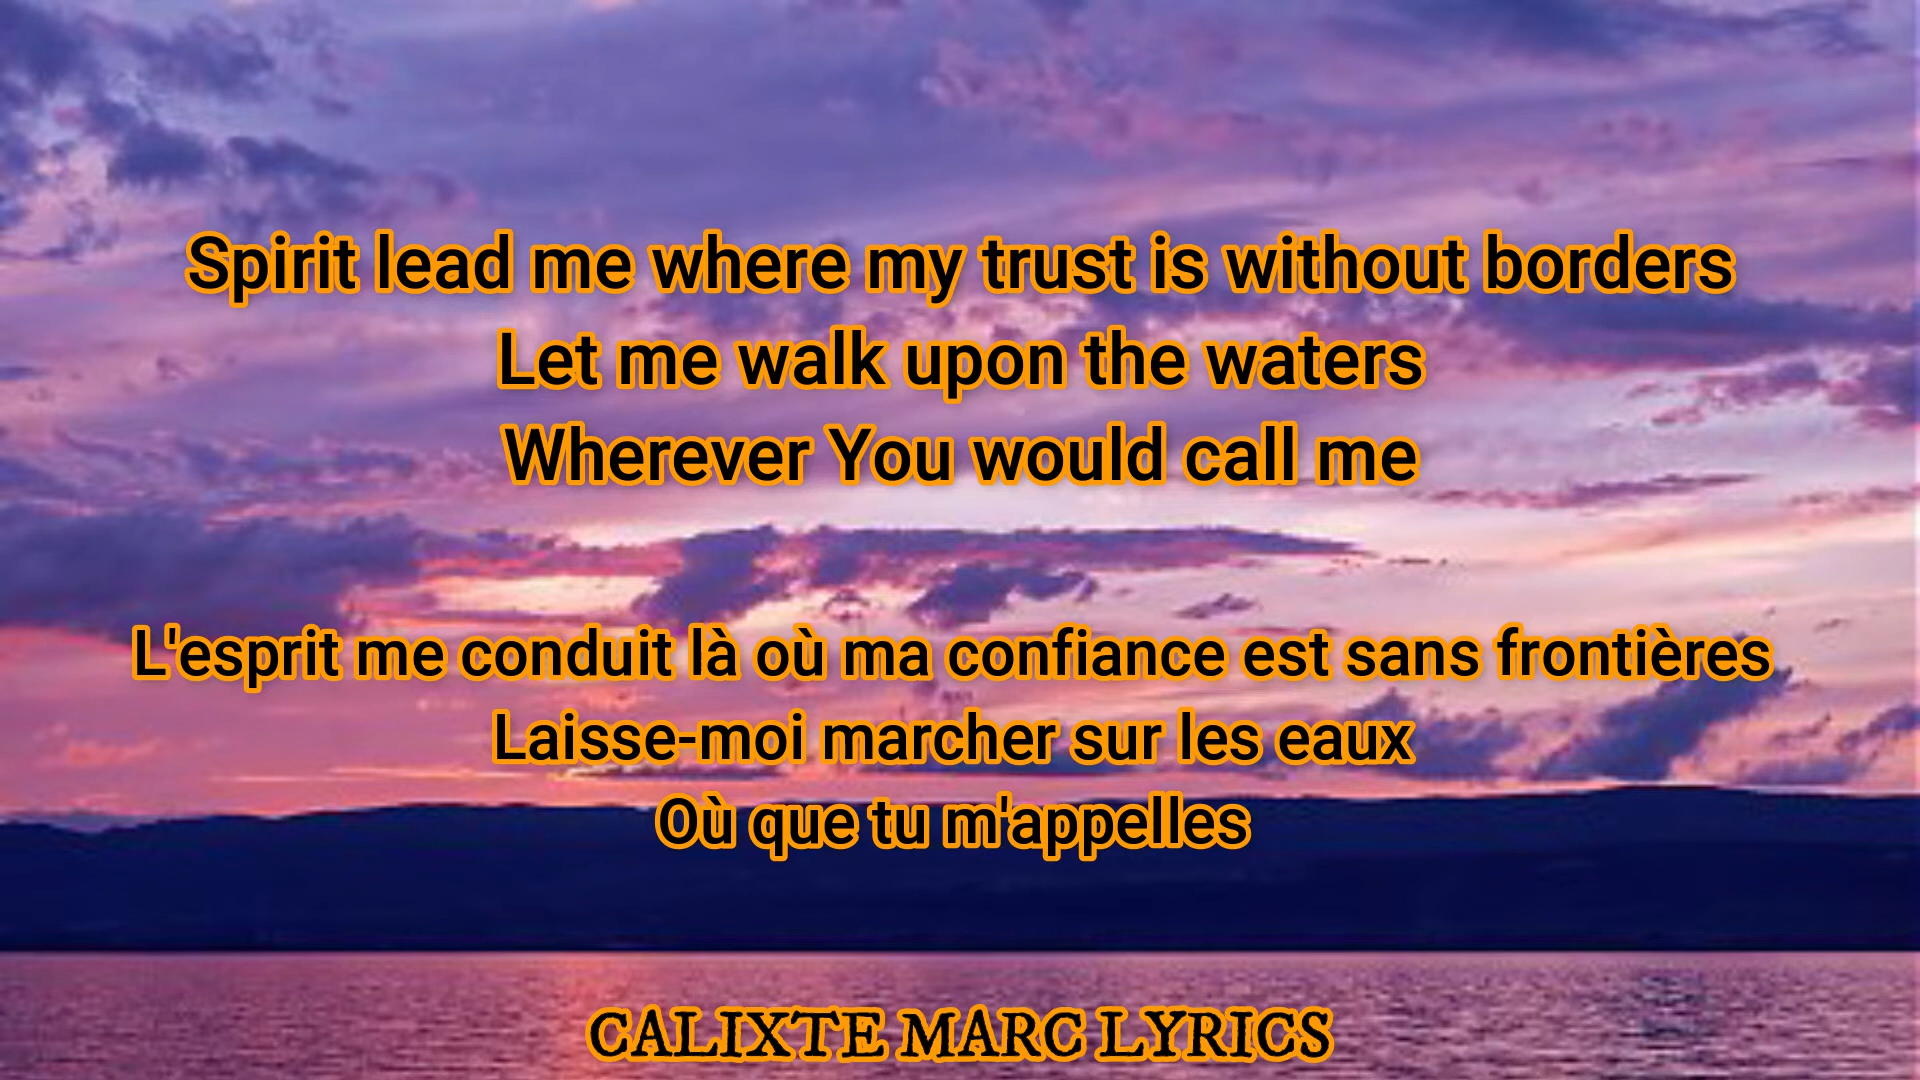 Spirit lead me where my trust is without borders
Let me walk upon the waters
Wherever You would call me
L'esprit me conduit là où ma confiance est sans frontières
Laisse-moi marcher sur les eaux
Où que tu m'appelles
CALIXTE MARC LYRICS